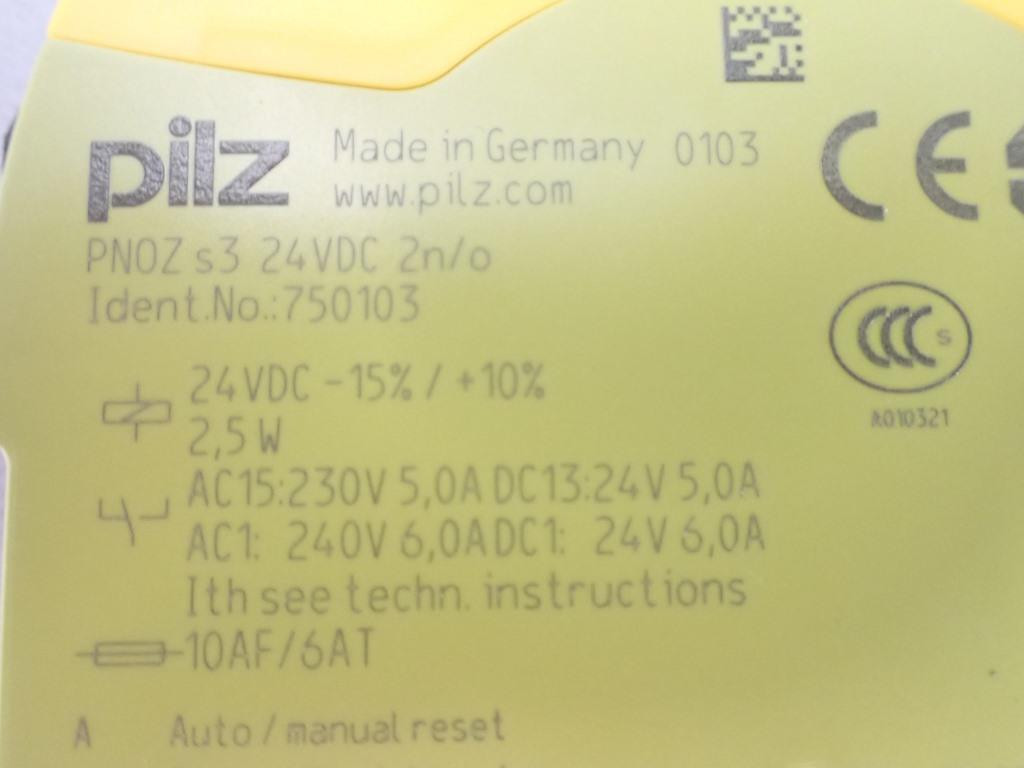 pilz
Made in Germany 0103
www.pilz.com
PNOZ s3 24VDC 2n/o
Ident.No.:750103
CE
CCC S
A010321
24VDC -15% / +10%
2,5 W
AC15:230V 5,0A DC13:24V 5,0A
AC1: 240V 6,0A DC1: 24V 6,0A
Ith see techn. instructions
10AF/6AT
A Auto / manual reset